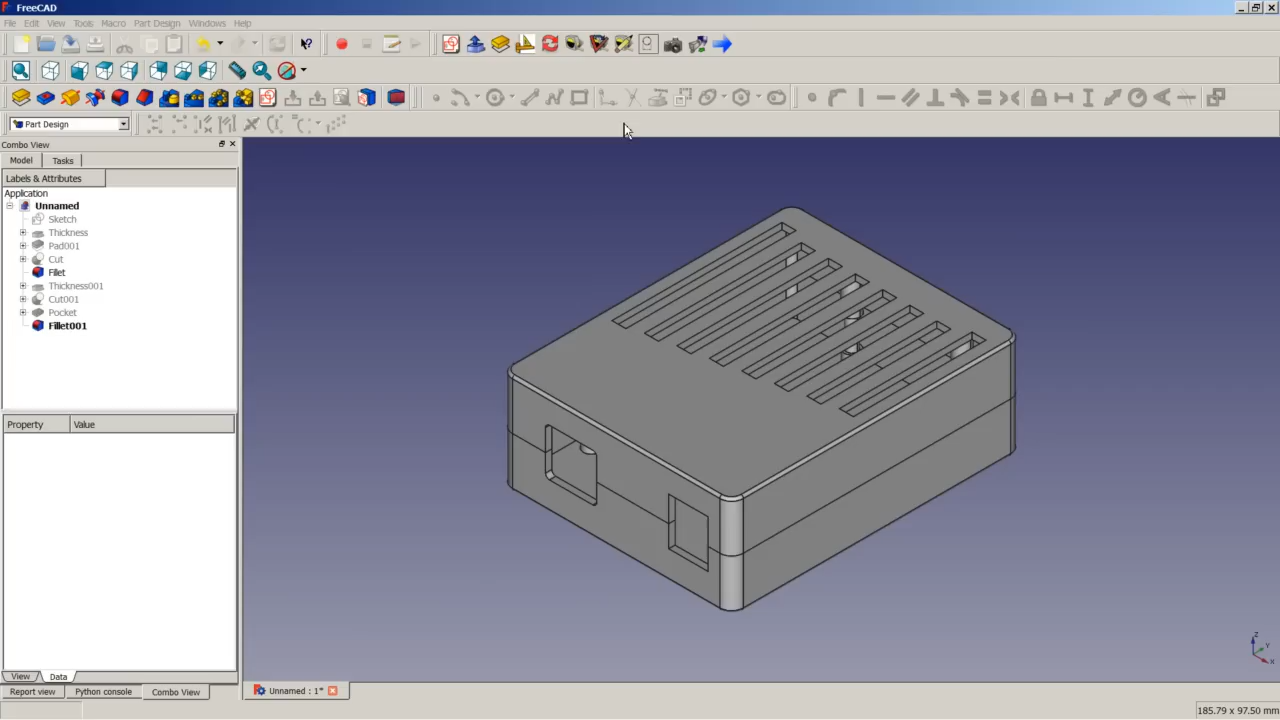 FreeCAD
File Edit View Tools Macro Part Design Windows Help
Part Design
Combo View
Model Tasks
Labels & Attributes
Application
Unnamed
Sketch
Thickness
Pad001
Cut
Fillet
Thickness001
Cut001
Pocket
Fillet001
Property Value
View Data
Report view Python console Combo View
Unnamed : 1*
Z
Y
X
185.79 x 97.50 mm